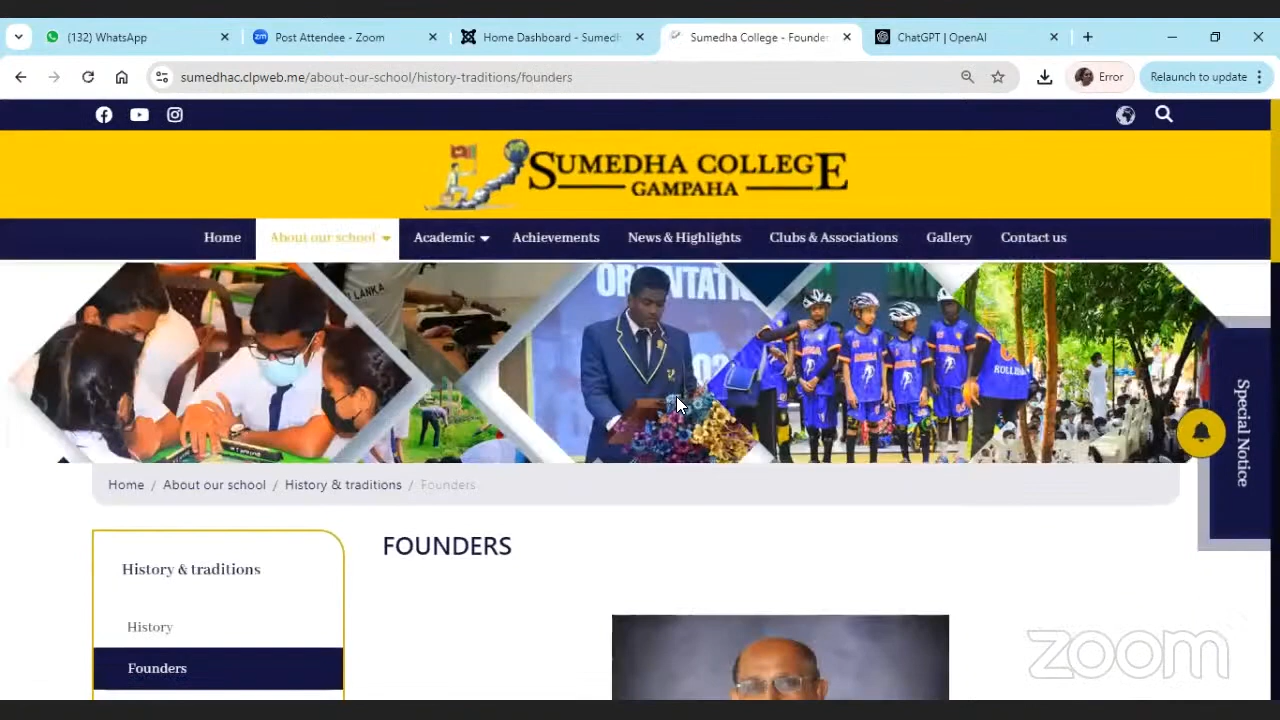 (132) WhatsApp
Post Attendee - Zoom
Home Dashboard - Sumedh
Sumedha College - Founder
ChatGPT | OpenAI
sumedhac.clpweb.me/about-our-school/history-traditions/founders
Error
Relaunch to update
SUMEDHA COLLEGE
GAMPAHA
Home
About our school
Academic
Achievements
News & Highlights
Clubs & Associations
Gallery
Contact us
LANKA
ROLL
Special Notice
Home / About our school / History & traditions / Founders
History & traditions
History
Founders
FOUNDERS
zoom